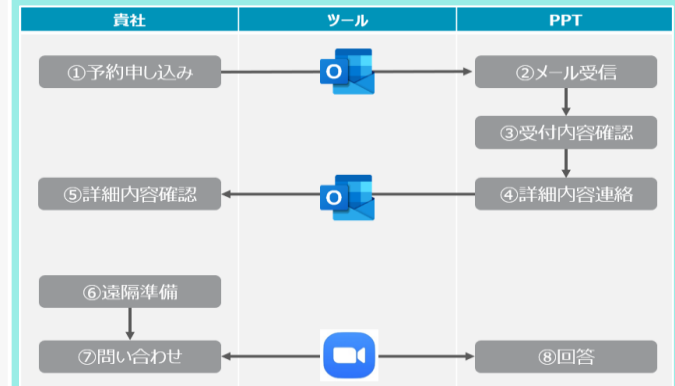 貴社 ツール PPT
①予約申し込み O ②メール受信
③受付内容確認
⑤詳細内容確認 O ④詳細内容連絡
⑥遠隔準備
⑦問い合わせ ⑧回答